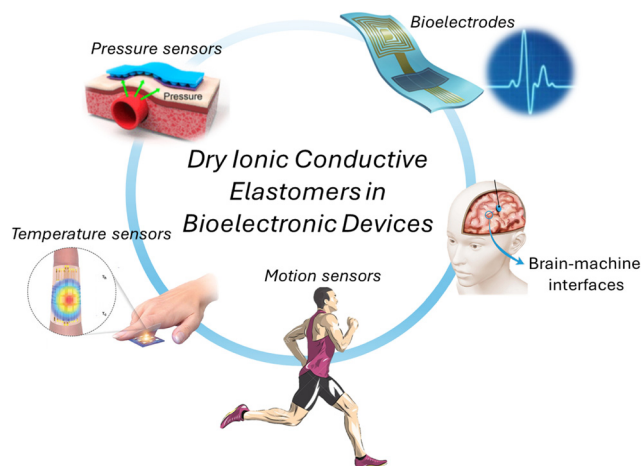 Pressure sensors
Bioelectrodes
Pressure
Dry Ionic Conductive
Elastomers in
Bioelectronic Devices
Temperature sensors
Motion sensors
Brain-machine
interfaces